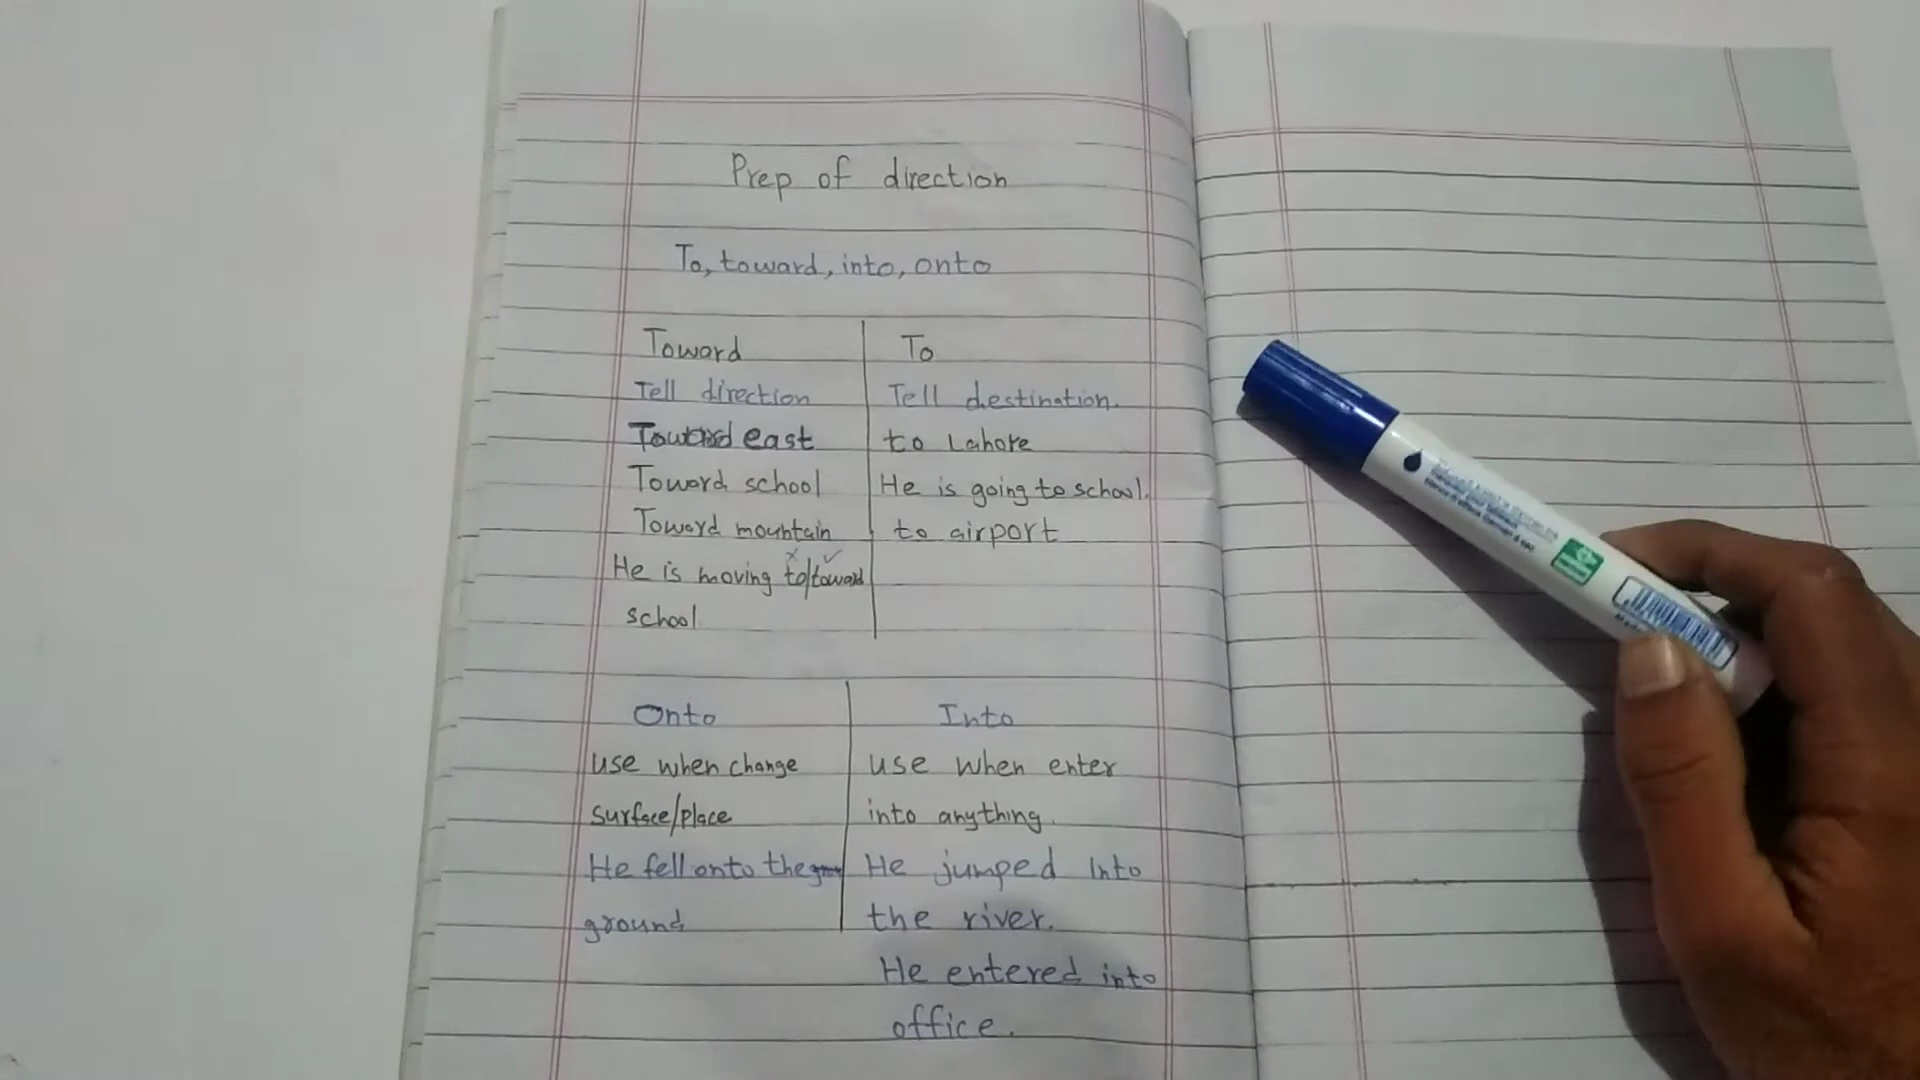 Prep of direction
To, toward, into, onto
Toward
Tell direction
Toward east
Toward school
Toward mountain
x ✓
He is moving to/toward
school
To
Tell destination.
to Lahore
He is going to school.
to airport
Onto
use when change
surface/place
He fell onto the
ground
Into
use when enter
into anything.
He jumped into
the river.
He entered into
office.